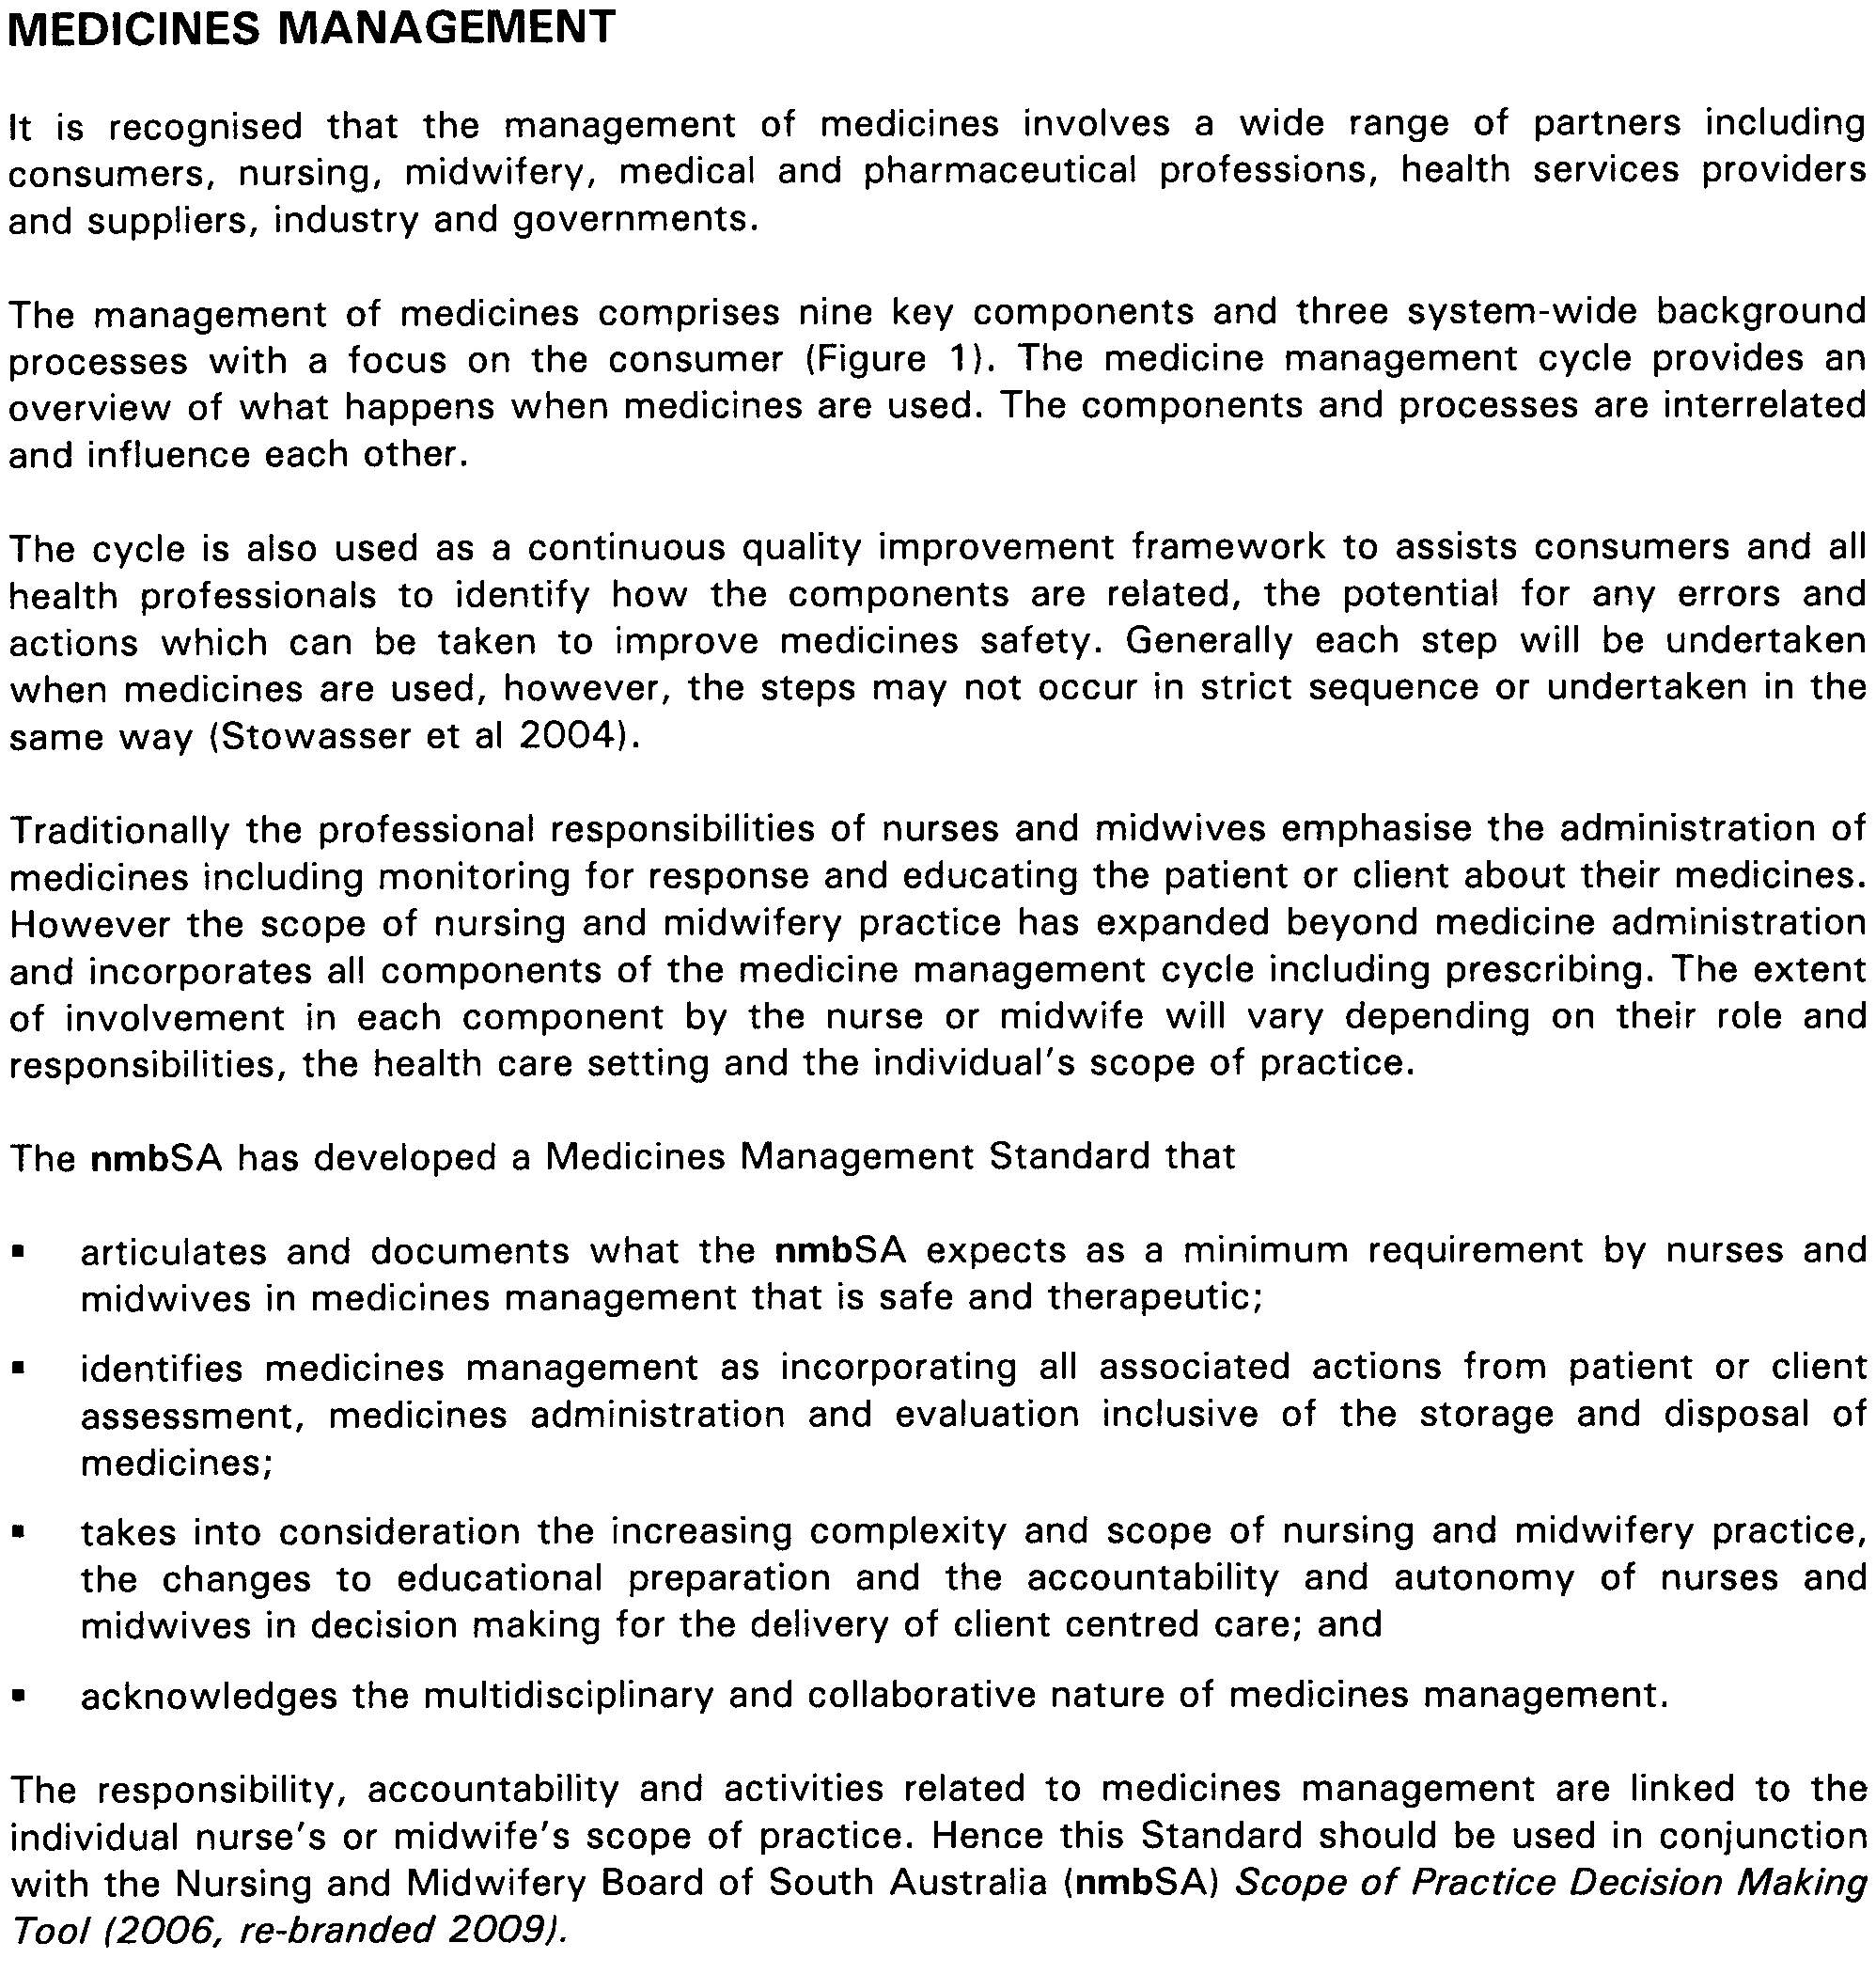 MEDICINES MANAGEMENT
It is recognised that the management of medicines involves a wide range of partners including
consumers, nursing, midwifery, medical and pharmaceutical professions, health services providers
and suppliers, industry and governments.
The management of medicines comprises nine key components and three system-wide background
processes with a focus on the consumer (Figure 1). The medicine management cycle provides an
overview of what happens when medicines are used. The components and processes are interrelated
and influence each other.
The cycle is also used as a continuous quality improvement framework to assists consumers and all
health professionals to identify how the components are related, the potential for any errors and
actions which can be taken to improve medicines safety. Generally each step will be undertaken
when medicines are used, however, the steps may not occur in strict sequence or undertaken in the
same way (Stowasser et al 2004).
Traditionally the professional responsibilities of nurses and midwives emphasise the administration of
medicines including monitoring for response and educating the patient or client about their medicines.
However the scope of nursing and midwifery practice has expanded beyond medicine administration
and incorporates all components of the medicine management cycle including prescribing. The extent
of involvement in each component by the nurse or midwife will vary depending on their role and
responsibilities, the health care setting and the individual's scope of practice.
The nmbSA has developed a Medicines Management Standard that
▪ articulates and documents what the nmbSA expects as a minimum requirement by nurses and
midwives in medicines management that is safe and therapeutic;
▪ identifies medicines management as incorporating all associated actions from patient or client
assessment, medicines administration and evaluation inclusive of the storage and disposal of
medicines;
▪ takes into consideration the increasing complexity and scope of nursing and midwifery practice,
the changes to educational preparation and the accountability and autonomy of nurses and
midwives in decision making for the delivery of client centred care; and
▪ acknowledges the multidisciplinary and collaborative nature of medicines management.
The responsibility, accountability and activities related to medicines management are linked to the
individual nurse's or midwife's scope of practice. Hence this Standard should be used in conjunction
with the Nursing and Midwifery Board of South Australia (nmbSA) Scope of Practice Decision Making
Tool (2006, re-branded 2009).